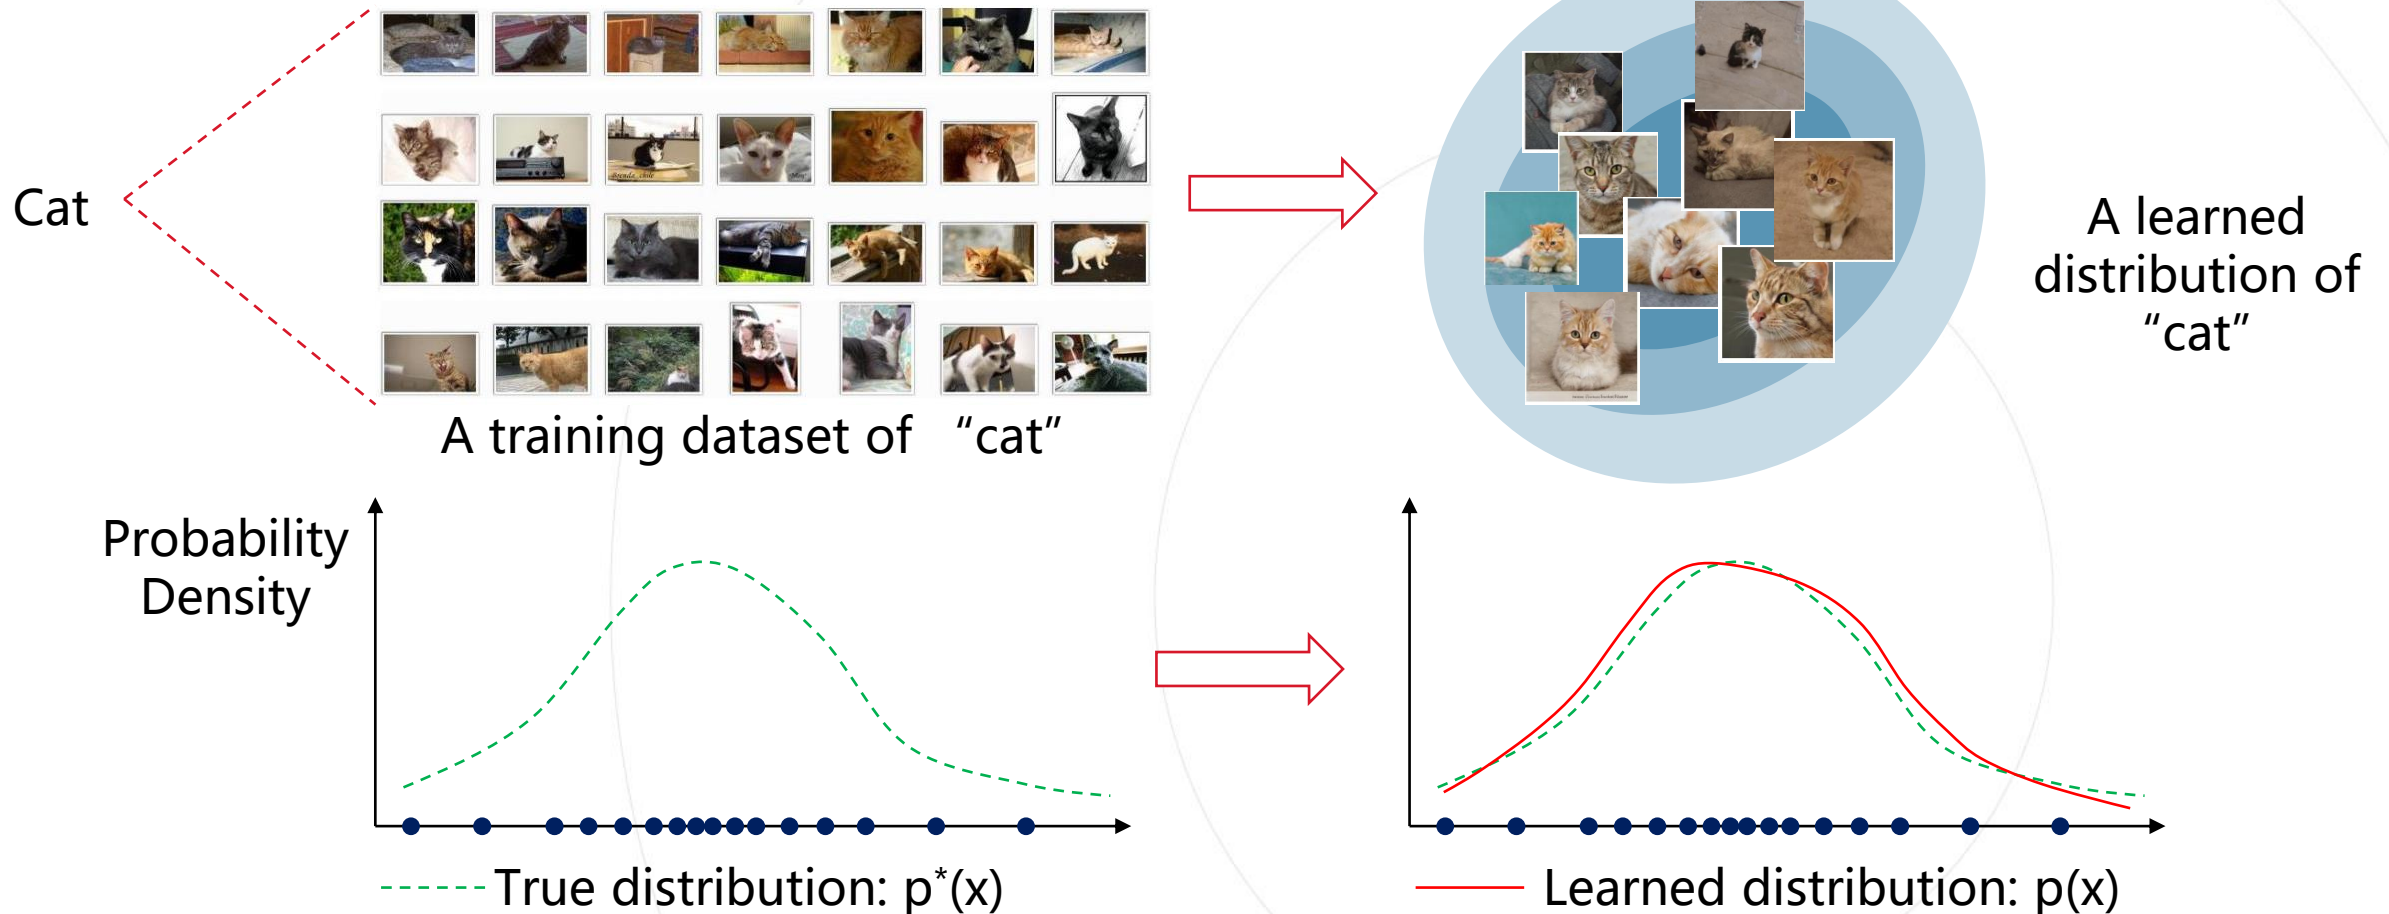 Cat
A training dataset of “cat”
A learned
distribution of
“cat”
Probability
Density
True distribution: p*(x)
Learned distribution: p(x)